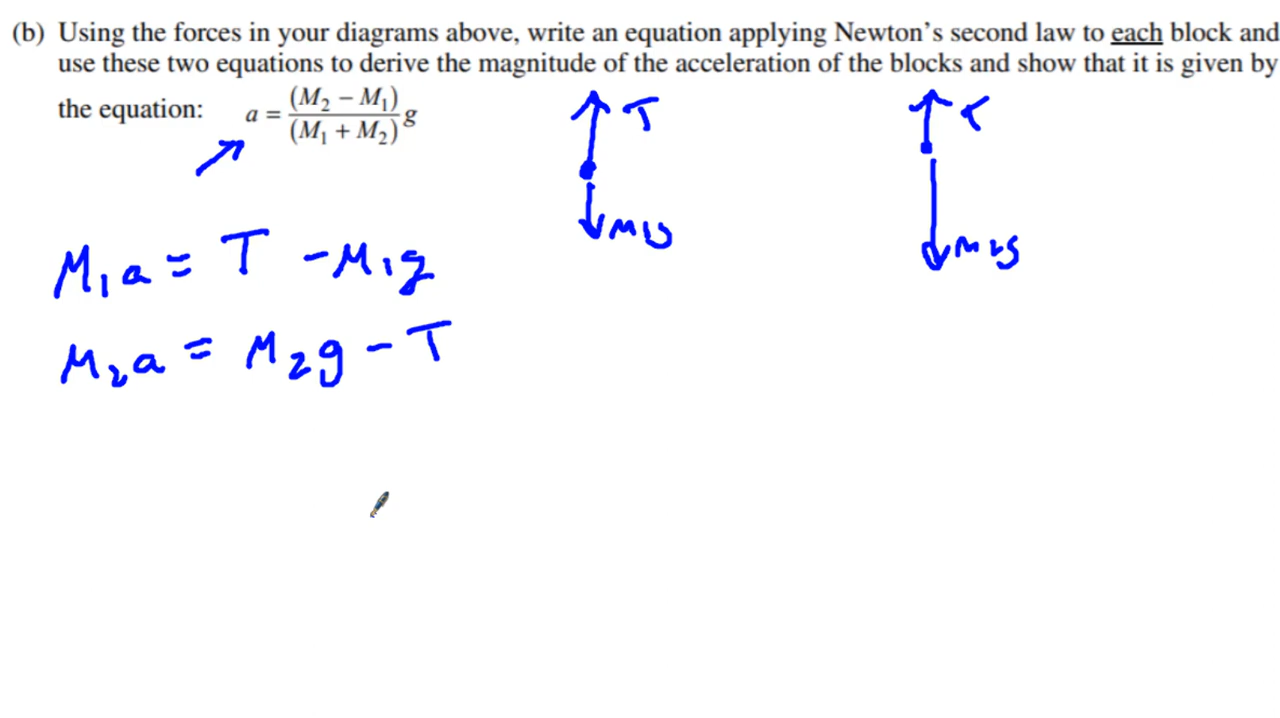 (b) Using the forces in your diagrams above, write an equation applying Newton's second law to each block and
use these two equations to derive the magnitude of the acceleration of the blocks and show that it is given by
the equation: a = (M₂ − M₁)/(M₁ + M₂) g
T
T
M1g
M2g
M₁a = T − M₁g
M₂a = M₂g − T